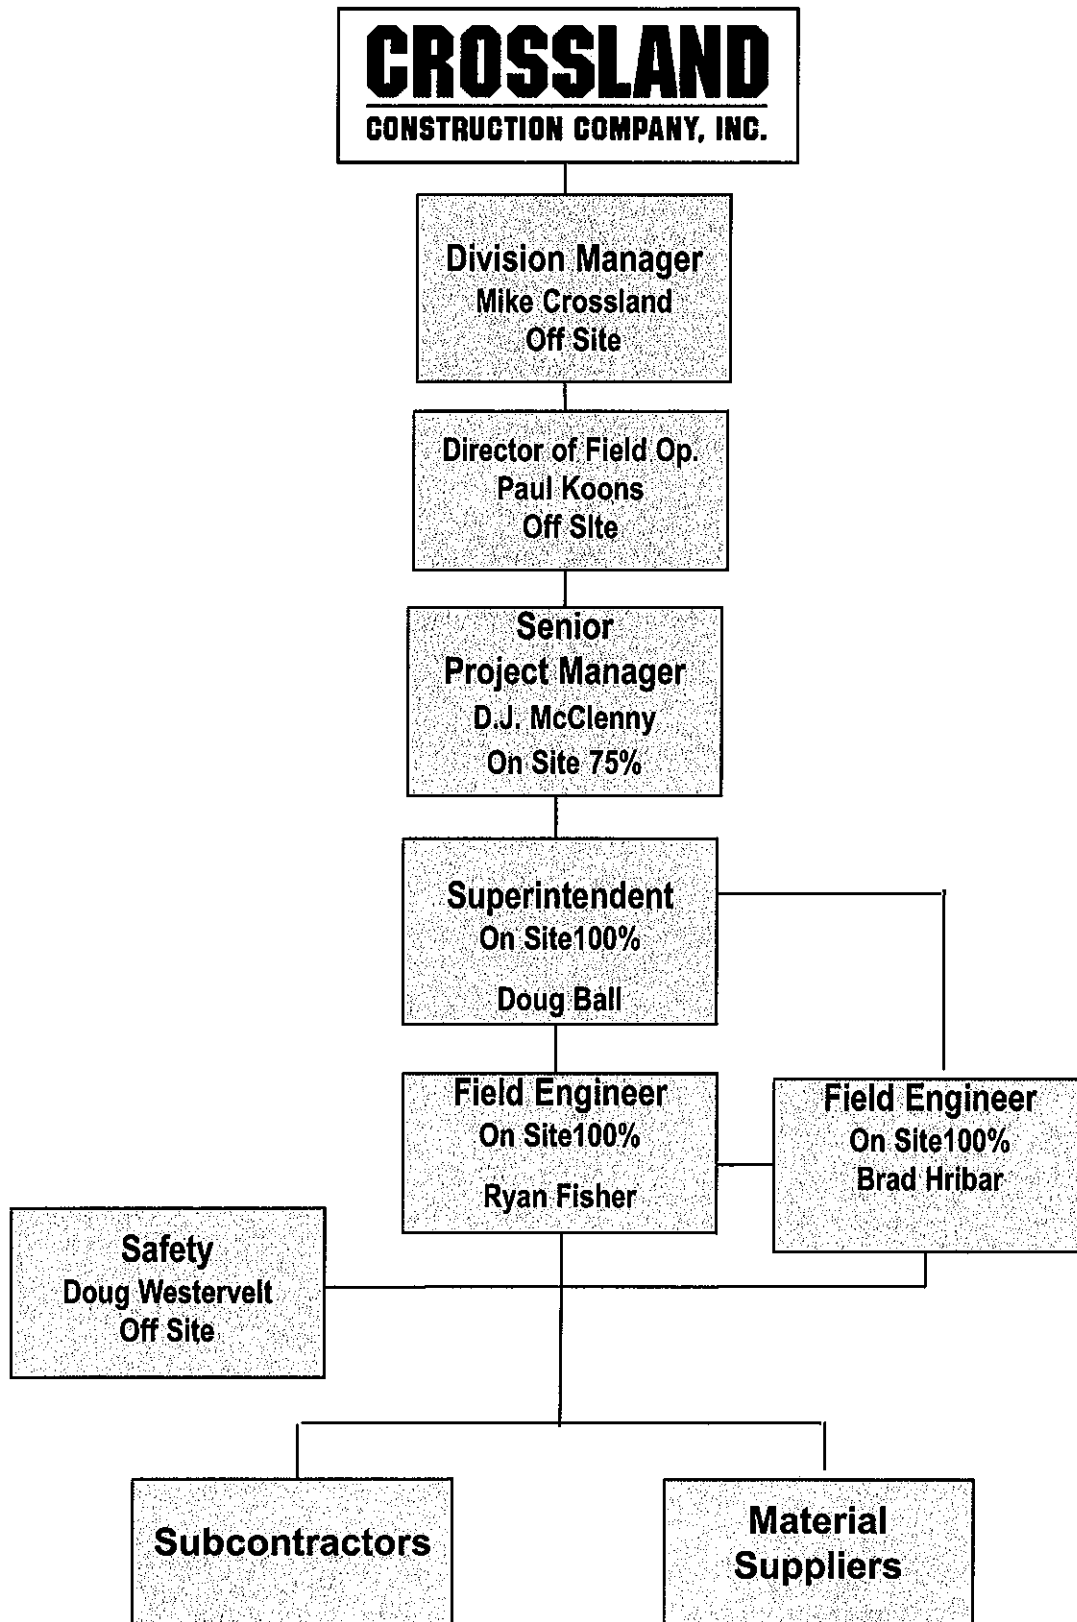 CROSSLAND
CONSTRUCTION COMPANY, INC.
Division Manager
Mike Crossland
Off Site
Director of Field Op.
Paul Koons
Off SIte
Senior
Project Manager
D.J. McClenny
On Site 75%
Superintendent
On Site100%
Doug Ball
Field Engineer
On Site100%
Ryan Fisher
Field Engineer
On Site100%
Brad Hribar
Safety
Doug Westervelt
Off Site
Subcontractors
Material
Suppliers